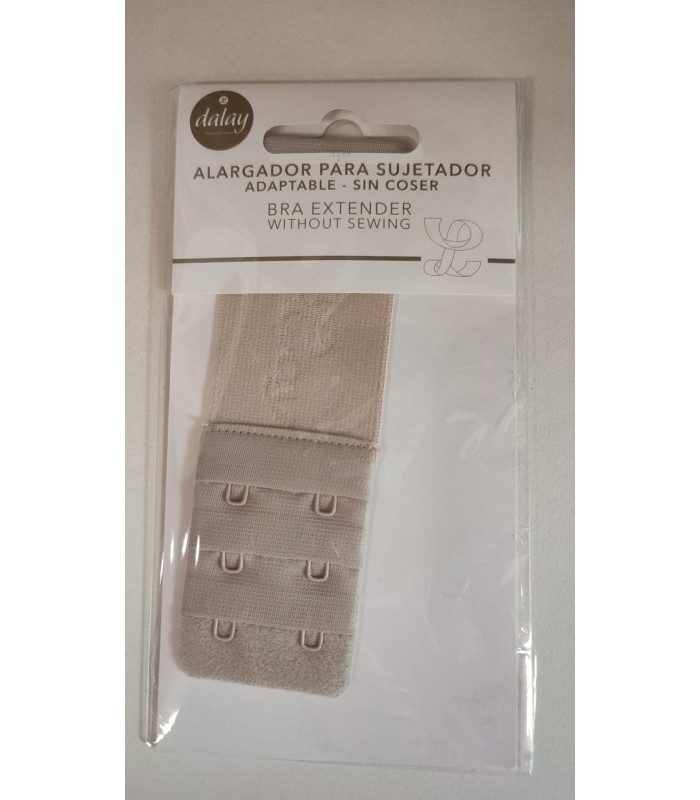 dalay
ALARGADOR PARA SUJETADOR
ADAPTABLE - SIN COSER
BRA EXTENDER
WITHOUT SEWING